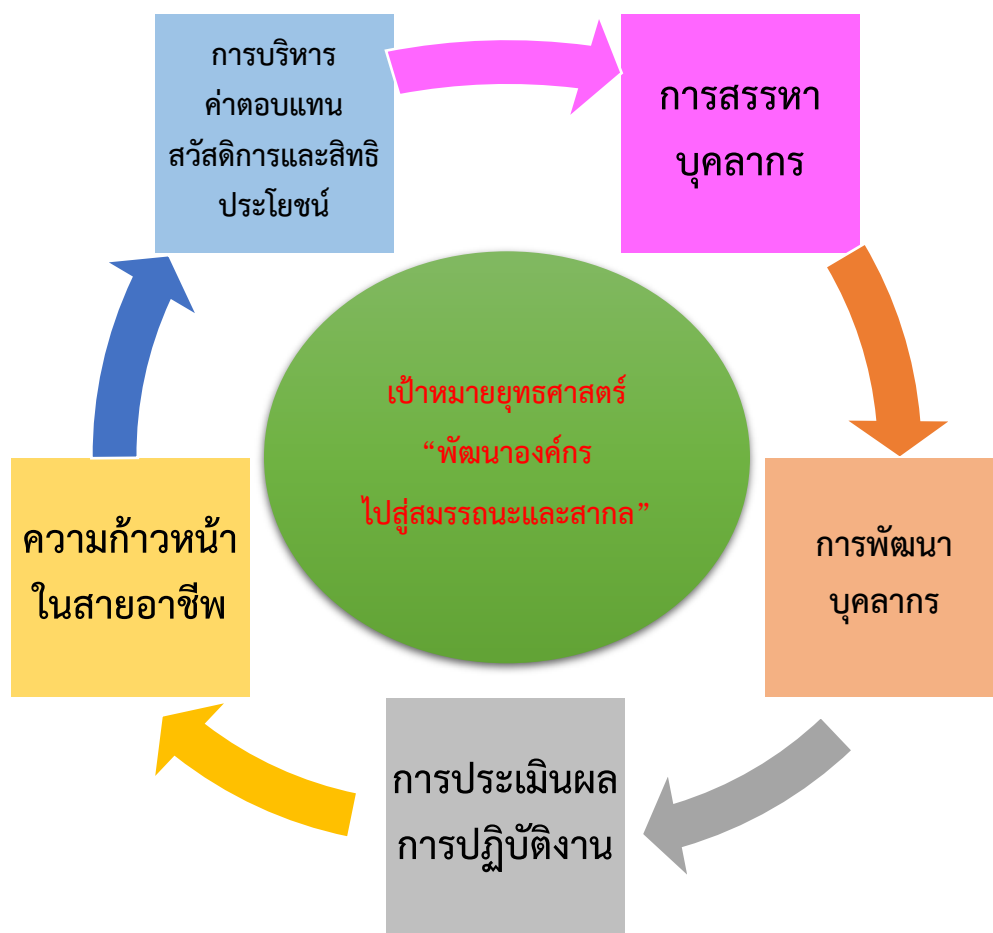 การบริหาร
ค่าตอบแทน
สวัสดิการและสิทธิ
ประโยชน์
การสรรหา
บุคลากร
เป้าหมายยุทธศาสตร์
“พัฒนาองค์กร
ไปสู่สมรรถนะและสากล”
ความก้าวหน้า
ในสายอาชีพ
การพัฒนา
บุคลากร
การประเมินผล
การปฏิบัติงาน